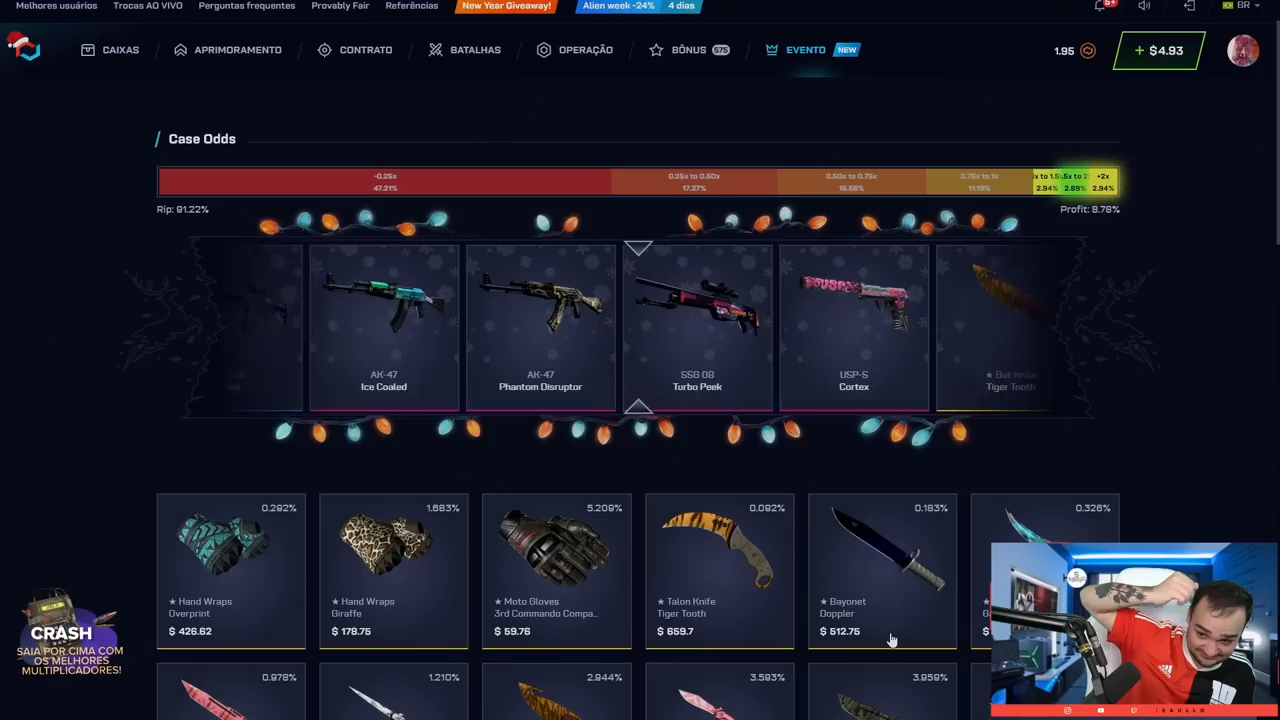 Melhores usuários
Trocas AO VIVO
Perguntas frequentes
Provably Fair
Referências
New Year Giveaway!
Alien week -24%
4 dias
5+
BR
CAIXAS
APRIMORAMENTO
CONTRATO
BATALHAS
OPERAÇÃO
BÔNUS 575
EVENTO NEW
1.95
+ $4.93
Case Odds
-0.25x
47.21%
0.25x to 0.50x
17.27%
0.50x to 0.75x
0.75x to 1x
2.94%
2.89%
+2x
2.94%
Rip: 91.22%
Profit: 8.78%
AK-47
Ice Coaled
AK-47
Phantom Disruptor
SSG 08
Turbo Peek
USP-S
Cortex
★ Gut Knife
Tiger Tooth
0.292%
★ Hand Wraps
Overprint
$ 426.62
1.683%
★ Hand Wraps
Giraffe
$ 178.75
5.209%
★ Moto Gloves
3rd Commando Compa...
$ 59.76
0.092%
★ Talon Knife
Tiger Tooth
$ 659.7
0.183%
★ Bayonet
Doppler
$ 512.75
0.326%
CRASH
SAIA POR CIMA COM
OS MELHORES
MULTIPLICADORES!
0.978%
1.210%
2.944%
3.593%
3.959%
/SAULLO